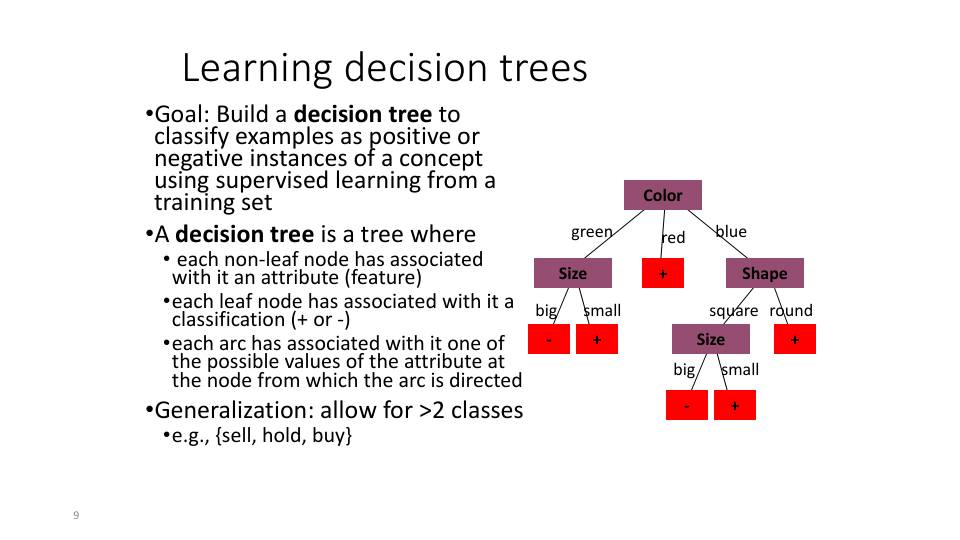 Learning decision trees
•Goal: Build a decision tree to
classify examples as positive or
negative instances of a concept
using supervised learning from a
training set
•A decision tree is a tree where
• each non-leaf node has associated
with it an attribute (feature)
•each leaf node has associated with it a
classification (+ or -)
•each arc has associated with it one of
the possible values of the attribute at
the node from which the arc is directed
•Generalization: allow for >2 classes
•e.g., {sell, hold, buy}
Color
green red blue
Size + Shape
big small square round
- + Size +
big small
- +
9